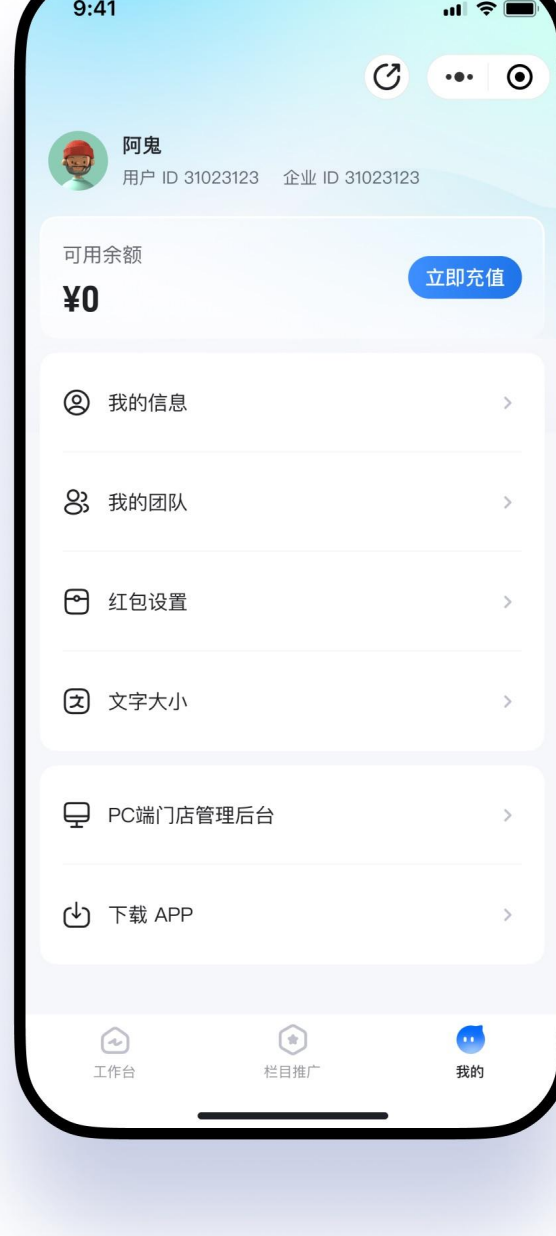 9:41
阿鬼
用户 ID 31023123 企业 ID 31023123
可用余额
¥0
立即充值
我的信息
我的团队
红包设置
文字大小
PC端门店管理后台
下载 APP
工作台 栏目推广 我的